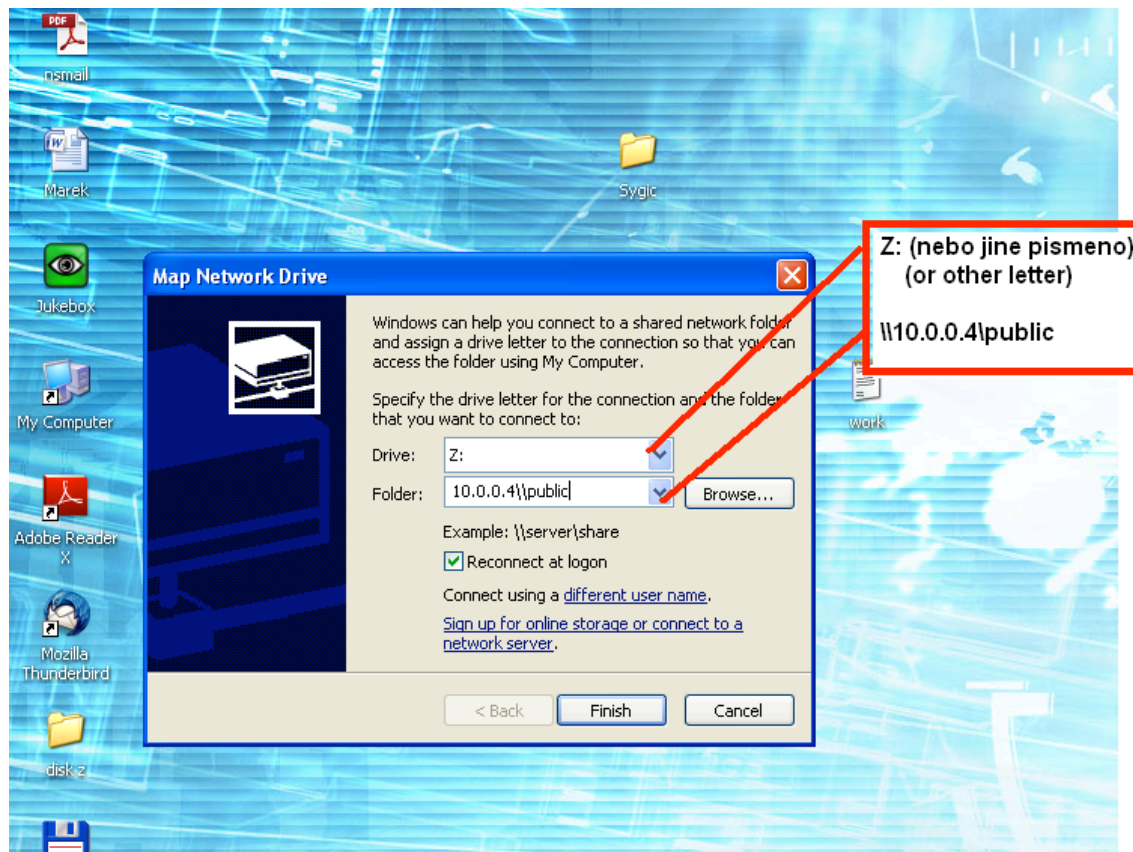 PDF
nsmail
W
Marek
Sygic
Jukebox
My Computer
Adobe Reader
X
Mozilla
Thunderbird
disk z
work
Z: (nebo jine pismeno)
(or other letter)
\\10.0.0.4\public
Map Network Drive
Windows can help you connect to a shared network folder
and assign a drive letter to the connection so that you can
access the folder using My Computer.
Specify the drive letter for the connection and the folder
that you want to connect to:
Drive: Z:
Folder: 10.0.0.4\\public Browse...
Example: \\server\share
Reconnect at logon
Connect using a different user name.
Sign up for online storage or connect to a
network server.
< Back Finish Cancel